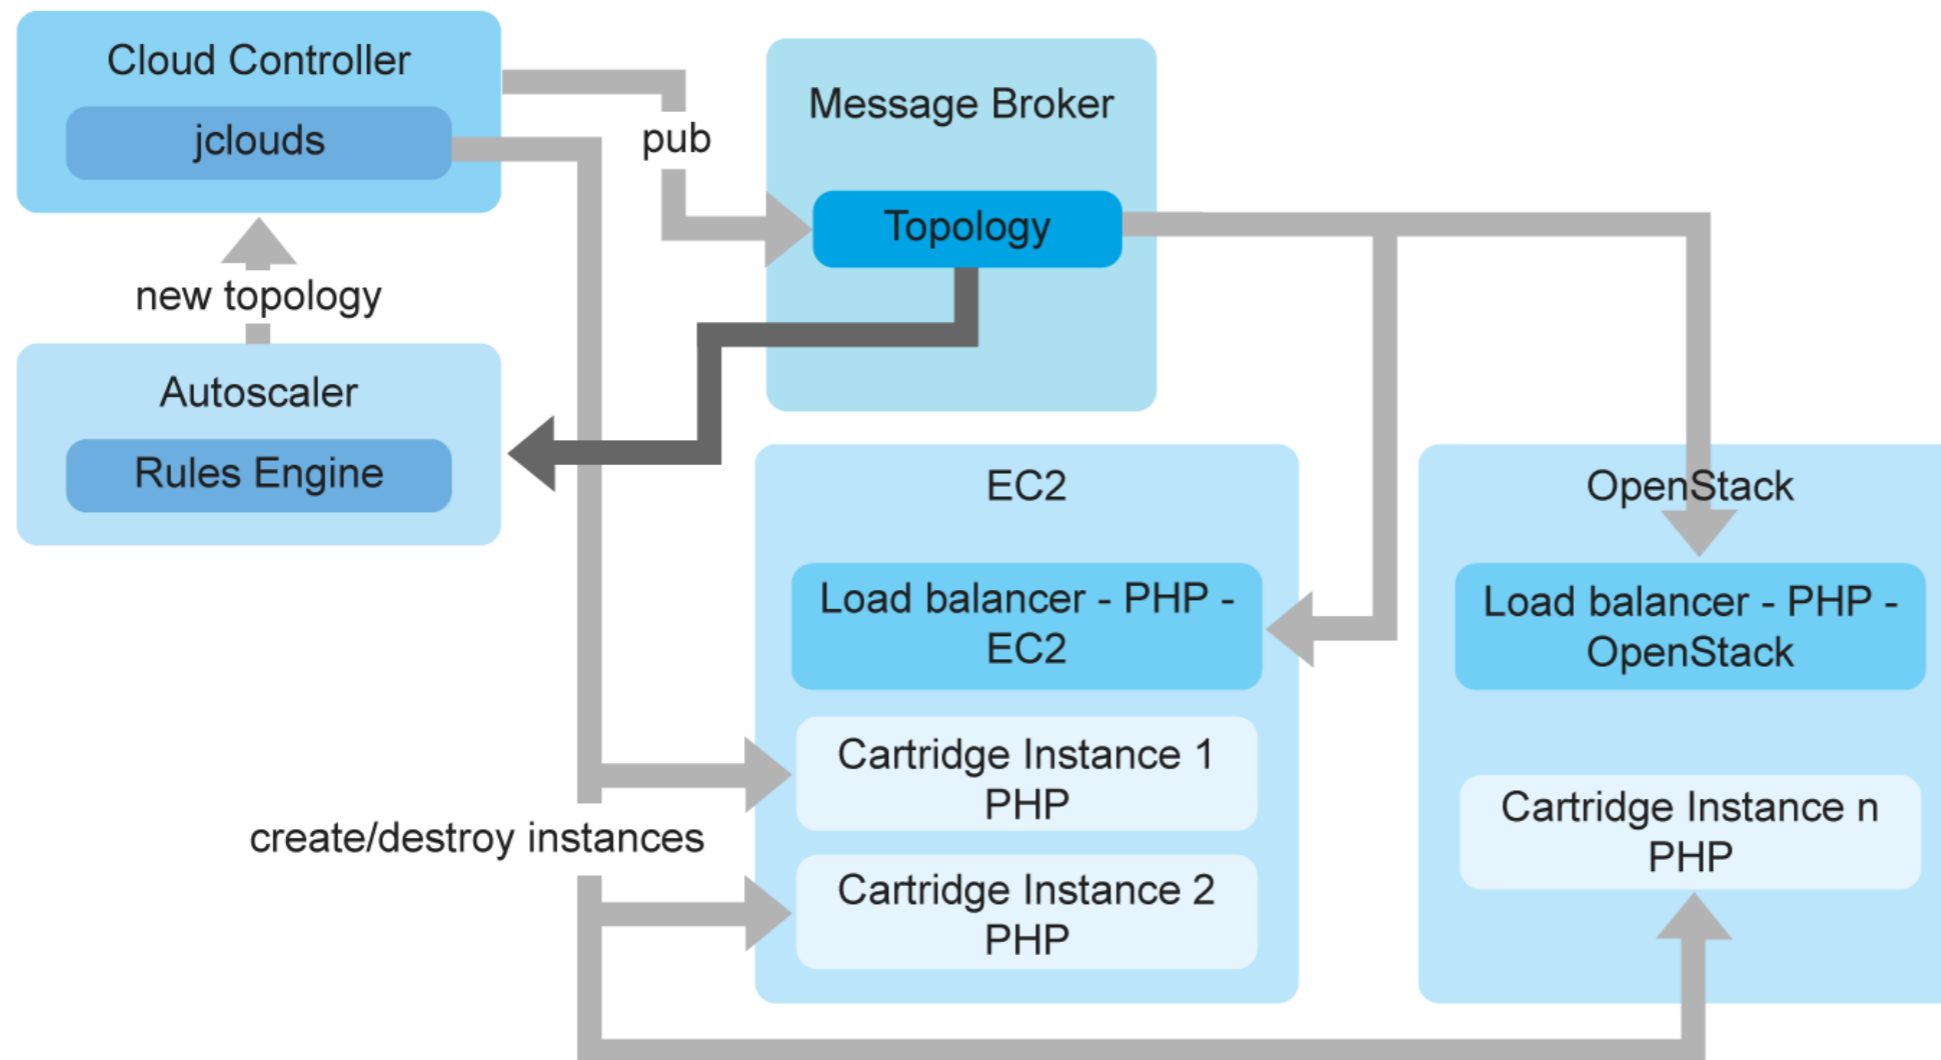 Cloud Controller
jclouds
pub
Message Broker
Topology
new topology
Autoscaler
Rules Engine
EC2
Load balancer - PHP -
EC2
Cartridge Instance 1
PHP
create/destroy instances
Cartridge Instance 2
PHP
OpenStack
Load balancer - PHP -
OpenStack
Cartridge Instance n
PHP